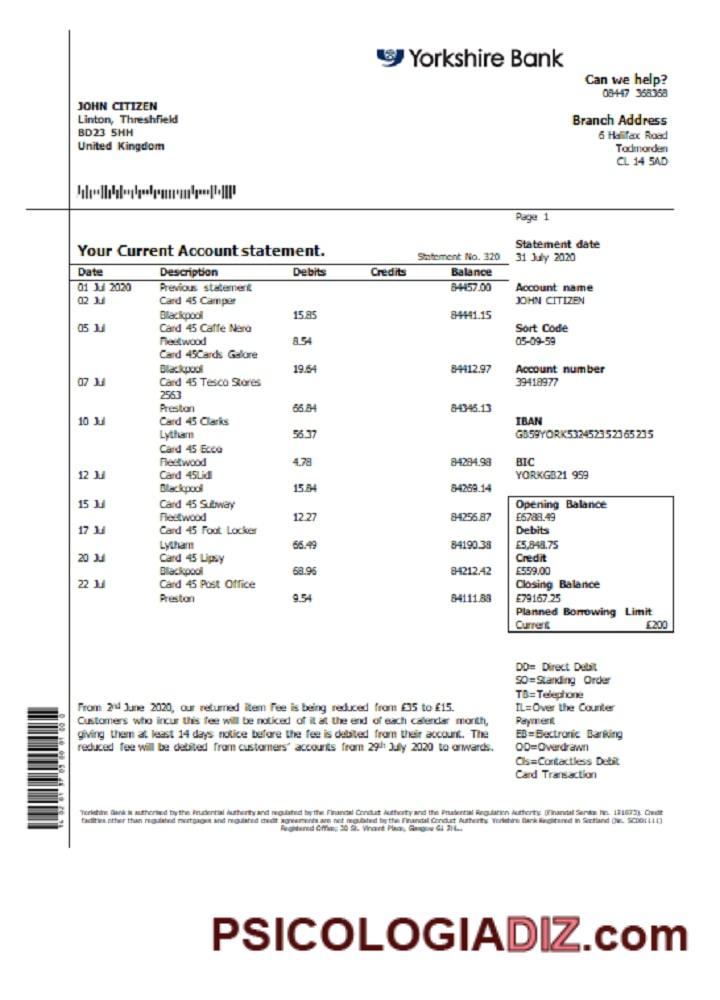 Yorkshire Bank
Can we help?
08447 368368
JOHN CITIZEN
Linton, Threshfield
BD23 5HH
United Kingdom
Branch Address
6 Halifax Road
Todmorden
CL 14 5AD
Page 1
Your Current Account statement.
Statement No. 320
Statement date
31 July 2020
Date Description Debits Credits Balance
01 Jul 2020 Previous statement 84457.00
02 Jul Card 45 Camper
Blackpool 15.85 84441.15
05 Jul Card 45 Caffe Nero
Fleetwood 8.54
Card 45Cards Galore
Blackpool 19.64 84412.97
07 Jul Card 45 Tesco Stores
2563
Preston 66.84 84346.13
10 Jul Card 45 Clarks
Lytham 56.37
Card 45 Ecco
Fleetwood 4.78 84284.98
12 Jul Card 45Lidl
Blackpool 15.84 84269.14
15 Jul Card 45 Subway
Fleetwood 12.27 84256.87
17 Jul Card 45 Foot Locker
Lytham 66.49 84190.38
20 Jul Card 45 Lipsy
Blackpool 68.96 84212.42
22 Jul Card 45 Post Office
Preston 9.54 84111.88
Account name
JOHN CITIZEN
Sort Code
05-09-59
Account number
39418977
IBAN
GB59YORK532452352365235
BIC
YORKGB21 959
Opening Balance
£6788.49
Debits
£5,848.75
Credit
£559.00
Closing Balance
£79167.25
Planned Borrowing Limit
Current £200
DD= Direct Debit
SO=Standing Order
TB=Telephone
IL=Over the Counter
Payment
EB=Electronic Banking
OD=Overdrawn
Cls=Contactless Debit
Card Transaction
From 2nd June 2020, our returned item Fee is being reduced from £35 to £15.
Customers who incur this fee will be noticed of it at the end of each calendar month,
giving them at least 14 days notice before the fee is debited from their account. The
reduced fee will be debited from customers' accounts from 29th July 2020 to onwards.
Yorkshire Bank is authorised by the Prudential Authority and regulated by the Financial Conduct Authority and the Prudential Regulation Authority. (Financial Service No. 121873). Credit
facilities other than regulated mortgages and regulated credit agreements are not regulated by the Financial Conduct Authority. Yorkshire Bank Registered in Scotland (No. SC001111)
Registered Office; 30 St. Vincent Place, Glasgow G1
PSICOLOGIADIZ.com